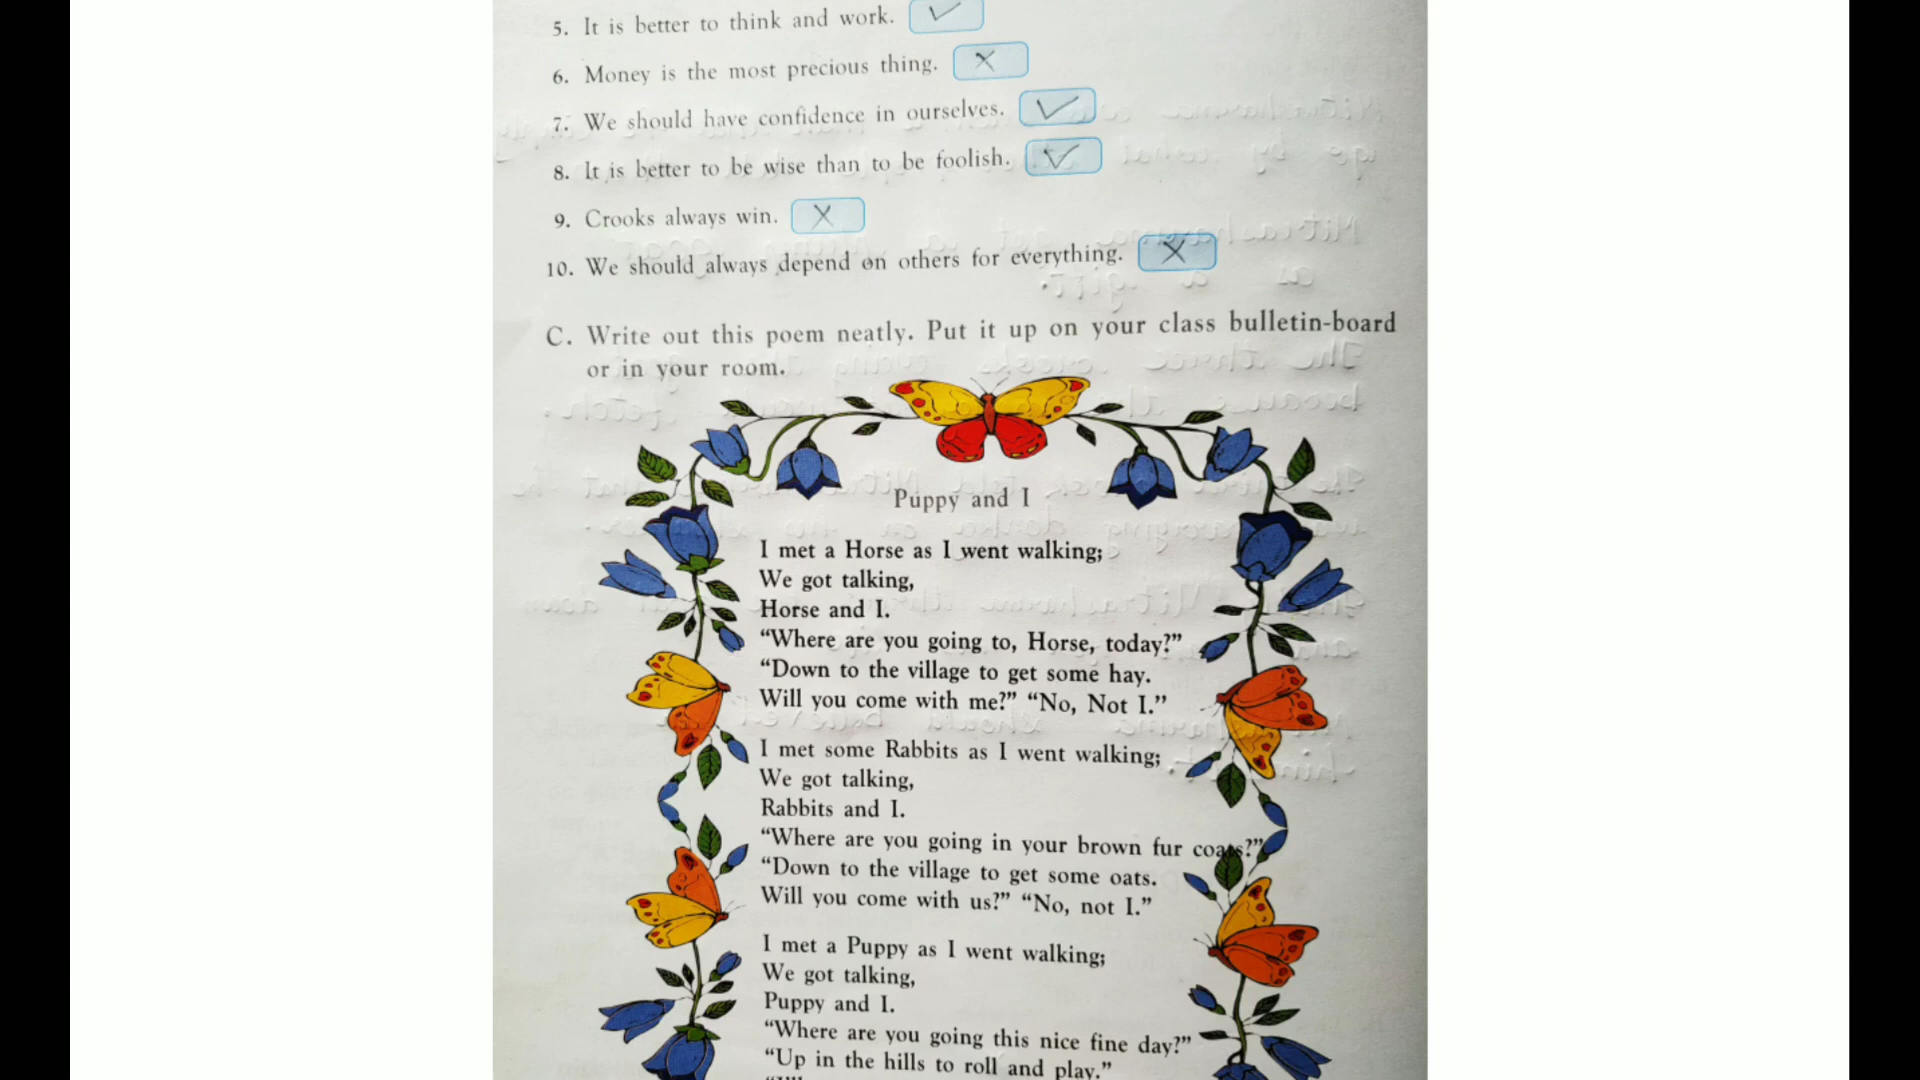 5. It is better to think and work. ✓
6. Money is the most precious thing. ✗
7. We should have confidence in ourselves. ✓
8. It is better to be wise than to be foolish. ✓
9. Crooks always win. ✗
10. We should always depend on others for everything. ✗
C. Write out this poem neatly. Put it up on your class bulletin-board
or in your room.
Puppy and I
I met a Horse as I went walking;
We got talking,
Horse and I.
“Where are you going to, Horse, today?”
“Down to the village to get some hay.
Will you come with me?” “No, Not I.”
I met some Rabbits as I went walking;
We got talking,
Rabbits and I.
“Where are you going in your brown fur coats?”
“Down to the village to get some oats.
Will you come with us?” “No, not I.”
I met a Puppy as I went walking;
We got talking,
Puppy and I.
“Where are you going this nice fine day?”
“Up in the hills to roll and play.”